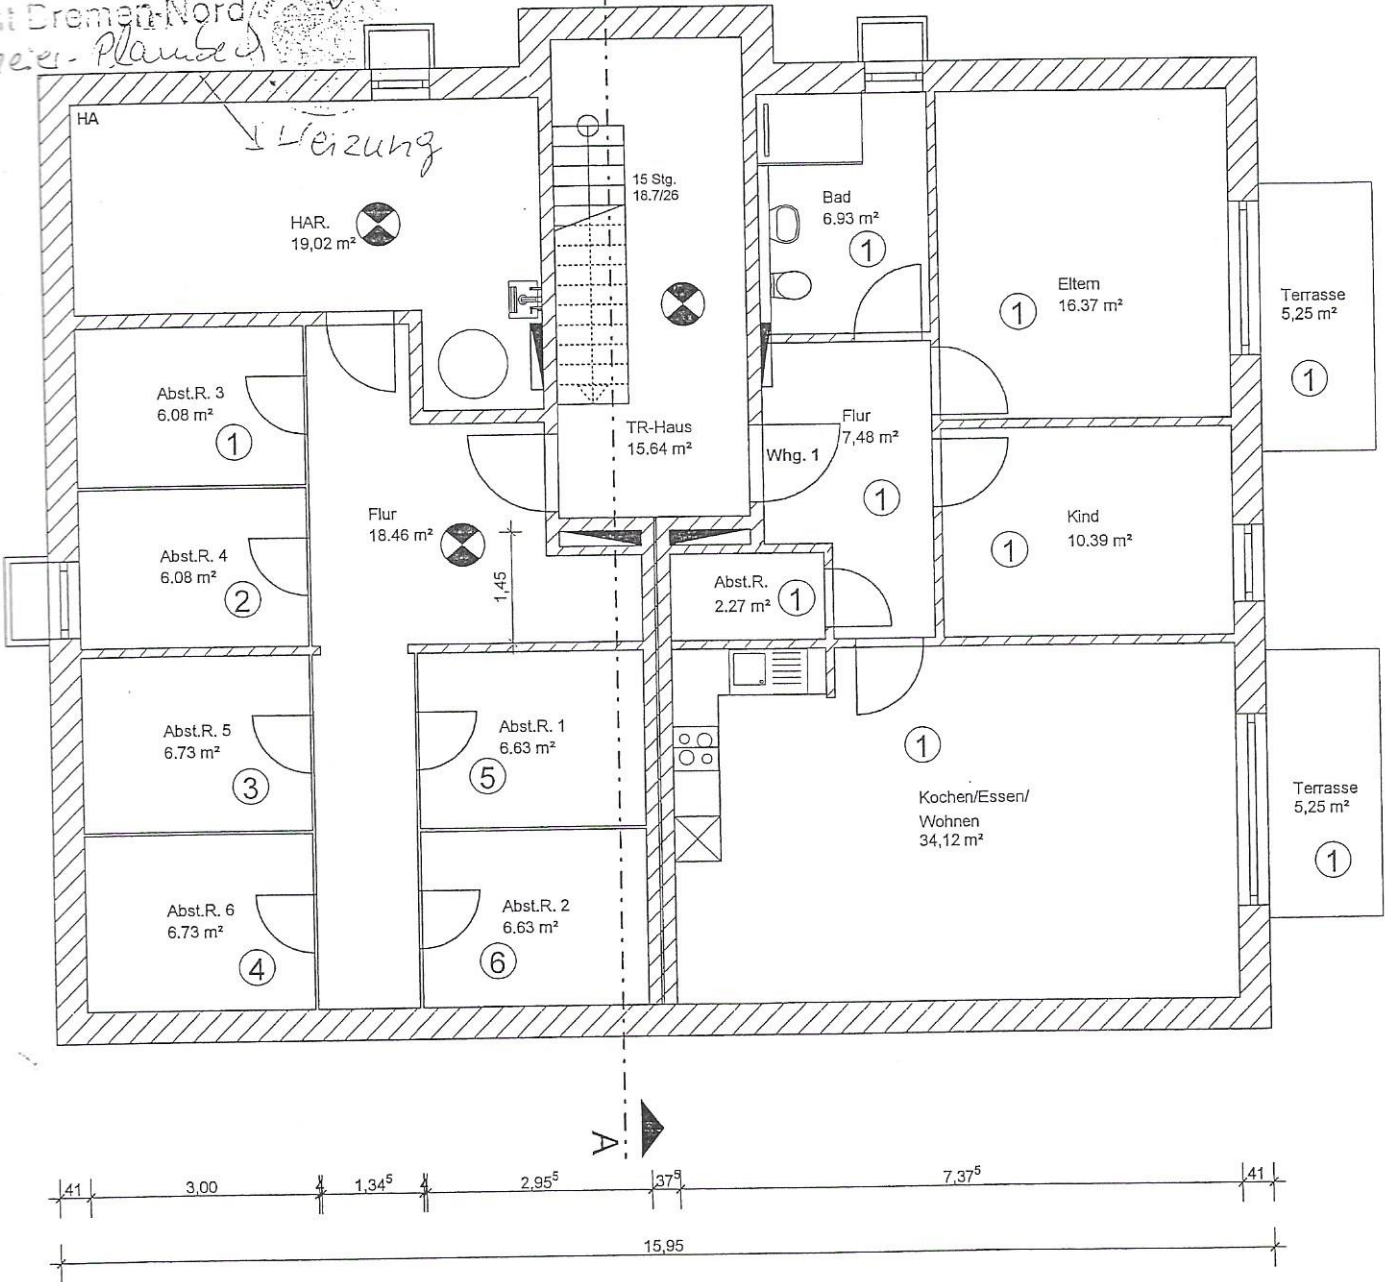 Bremen-Nord
HA
Heizung
HAR.
19,02 m²
15 Stg.
18.7/26
Bad
6.93 m²
1
Eltern
16.37 m²
1
Terrasse
5,25 m²
1
Abst.R. 3
6.08 m²
1
TR-Haus
15.64 m²
Flur
7,48 m²
Whg. 1
1
Flur
18.46 m²
Kind
10.39 m²
1
Abst.R. 4
6.08 m²
2
1,45
Abst.R.
2.27 m²
1
Abst.R. 5
6.73 m²
3
Abst.R. 1
6.63 m²
5
1
Kochen/Essen/
Wohnen
34,12 m²
Terrasse
5,25 m²
1
Abst.R. 6
6.73 m²
4
Abst.R. 2
6.63 m²
6
A
41 3,00 4 1,34⁵ 4 2,95⁵ 37⁵ 7,37⁵ 41
15,95